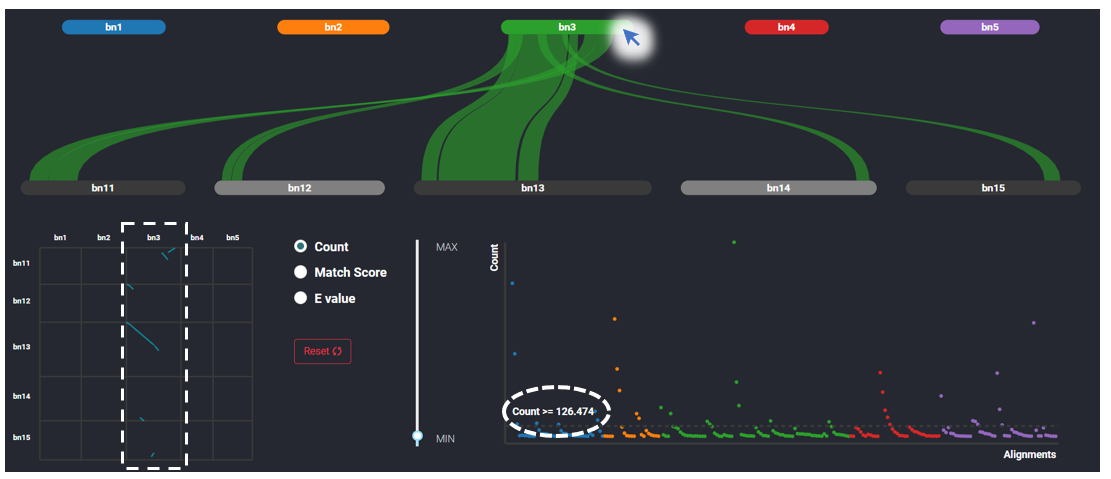 bn1 bn2 bn3 bn4 bn5
bn11 bn12 bn13 bn14 bn15
bn1 bn2 bn3 bn4 bn5
bn11
bn12
bn13
bn14
bn15
Count
Match Score
E value
Reset
MAX
MIN
Count
Count >= 126.474
Alignments